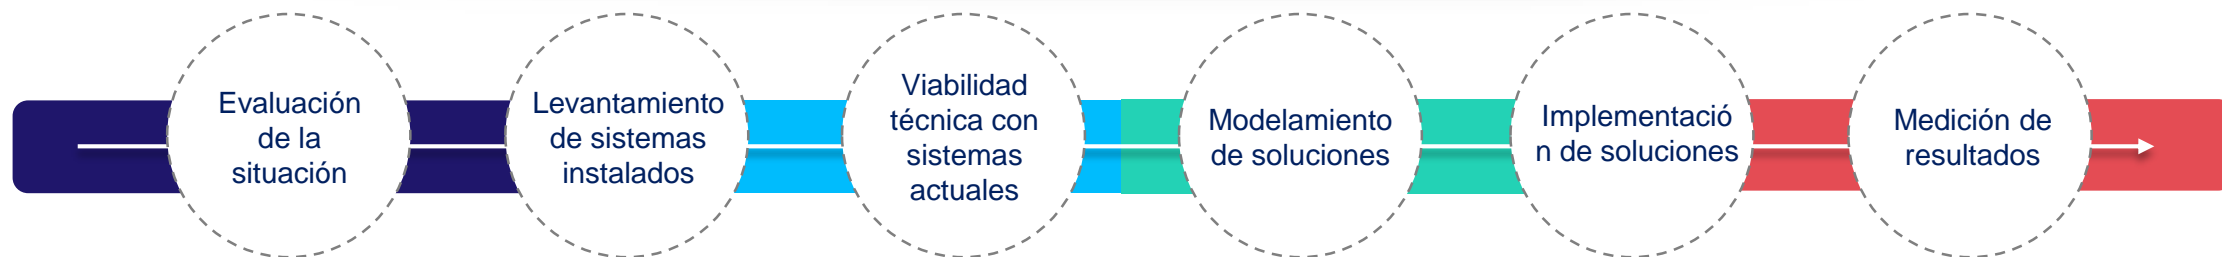 Evaluación
de la
situación
Levantamiento
de sistemas
instalados
Viabilidad
técnica con
sistemas
actuales
Modelamiento
de soluciones
Implementació
n de soluciones
Medición de
resultados